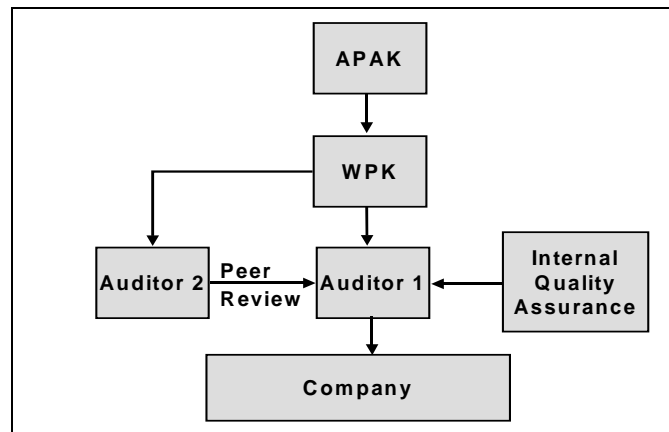 APAK
WPK
Auditor 2
Peer
Review
Auditor 1
Internal
Quality
Assurance
Company